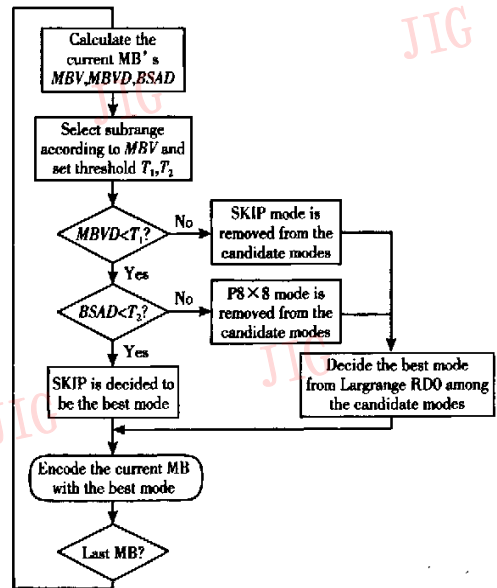 JIG
Calculate the
current MB's
MBV,MBVD,BSAD
JIG
Select subrange
according to MBV and
set threshold T₁,T₂
MBVD<T₁?
No
SKIP mode is
removed from the
candidate modes
Yes
BSAD<T₂?
No
P8×8 mode is
removed from the
candidate modes
Yes
SKIP is decided to
be the best mode
JIG
Decide the best mode
from Largrange RDO among
the candidate modes
JIG
Encode the current MB
with the best mode
Last MB?